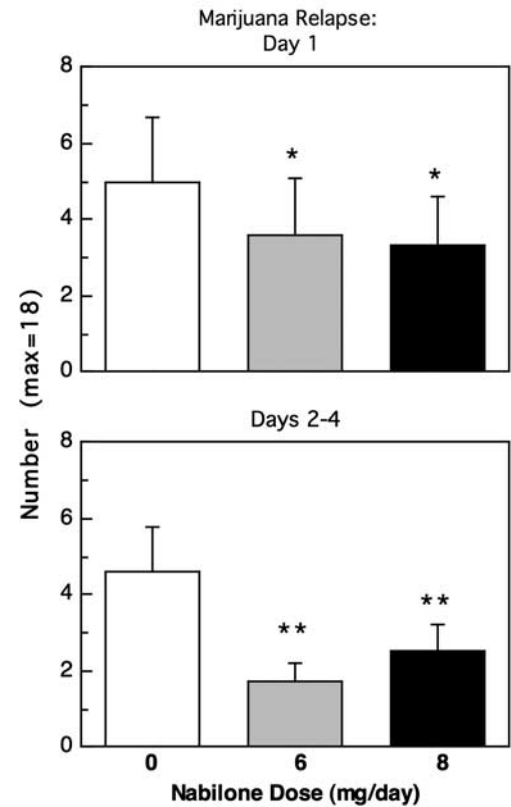 Marijuana Relapse:
Day 1
8
6
4
2
0
*
*
Number (max=18)
Days 2-4
8
6
4
2
0
**
**
0 6 8
Nabilone Dose (mg/day)